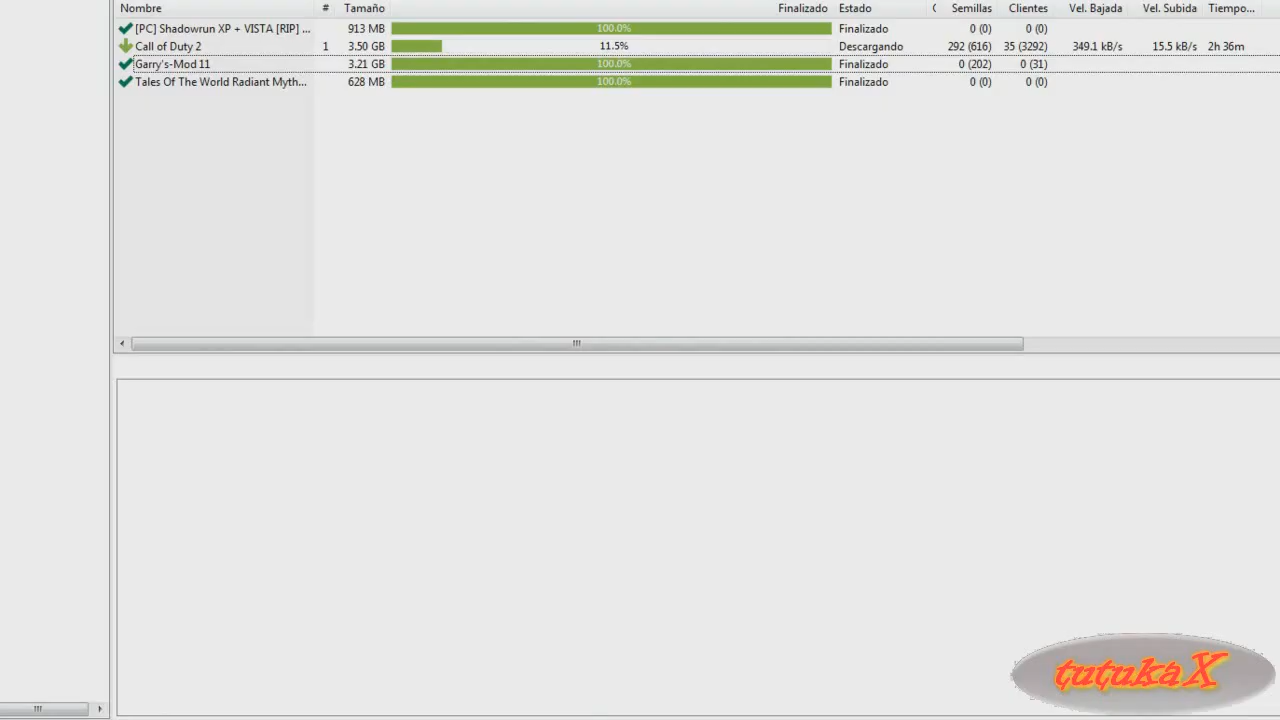 Nombre # Tamaño Finalizado Estado ( Semillas Clientes Vel. Bajada Vel. Subida Tiempo...
[PC] Shadowrun XP + VISTA [RIP] ... 913 MB 100.0% Finalizado 0 (0) 0 (0)
Call of Duty 2 1 3.50 GB 11.5% Descargando 292 (616) 35 (3292) 349.1 kB/s 15.5 kB/s 2h 36m
Garry's-Mod 11 3.21 GB 100.0% Finalizado 0 (202) 0 (31)
Tales Of The World Radiant Myth... 628 MB 100.0% Finalizado 0 (0) 0 (0)
tutukaX